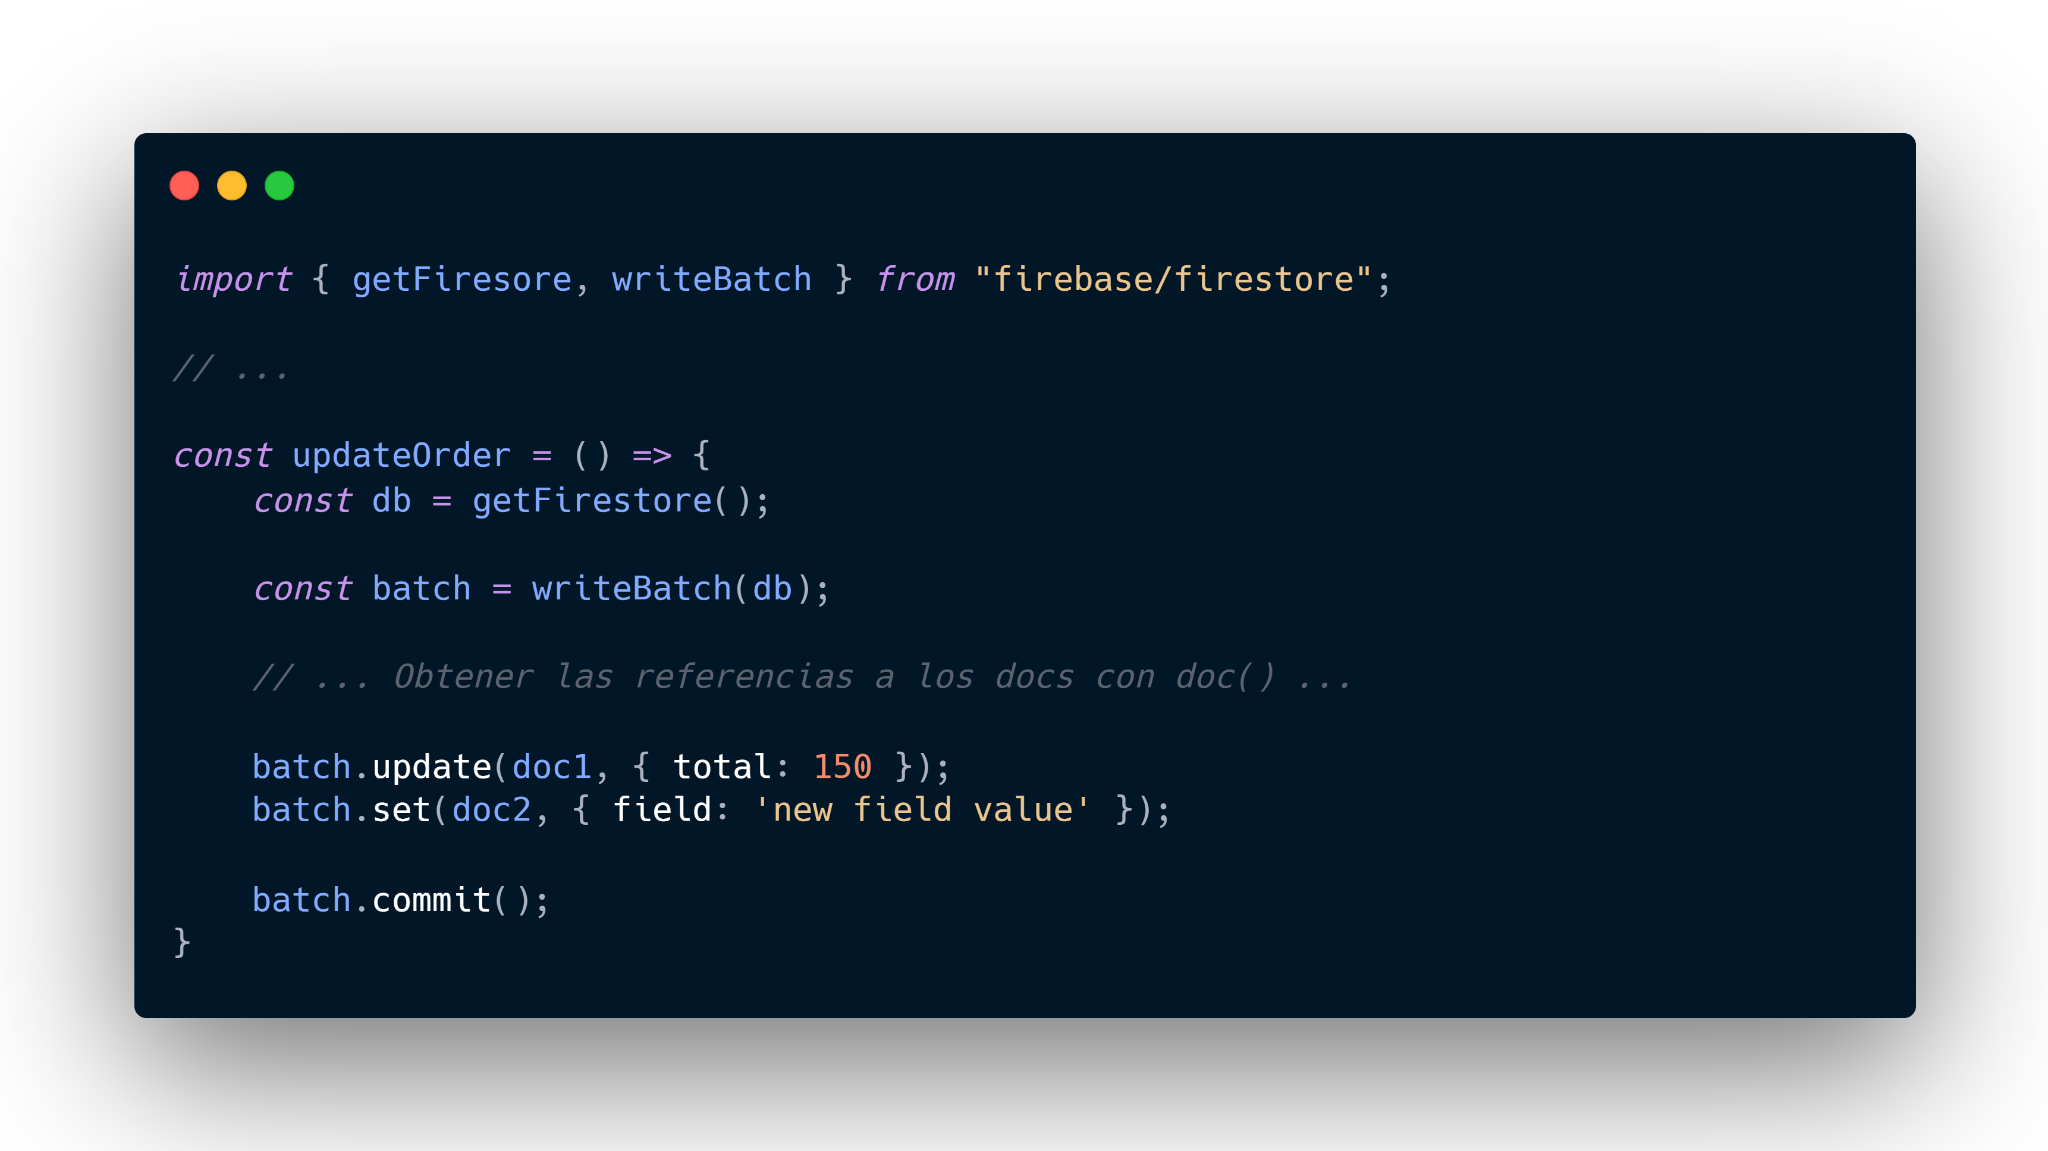 import { getFiresore, writeBatch } from "firebase/firestore";
// ...
const updateOrder = () => {
    const db = getFirestore();
    const batch = writeBatch(db);
    // ... Obtener las referencias a los docs con doc() ...
    batch.update(doc1, { total: 150 });
    batch.set(doc2, { field: 'new field value' });
    batch.commit();
}